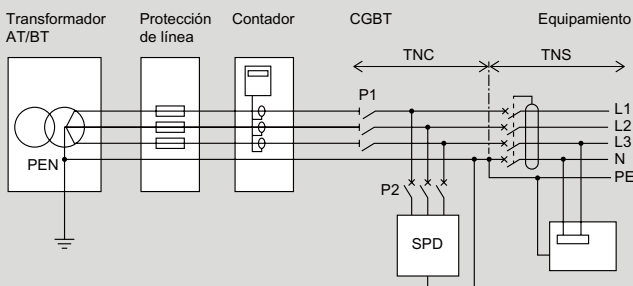 Transformador
AT/BT
Protección
de línea
Contador
CGBT
Equipamiento
TNC
TNS
P1
L1
L2
L3
N
PE
PEN
P2
SPD